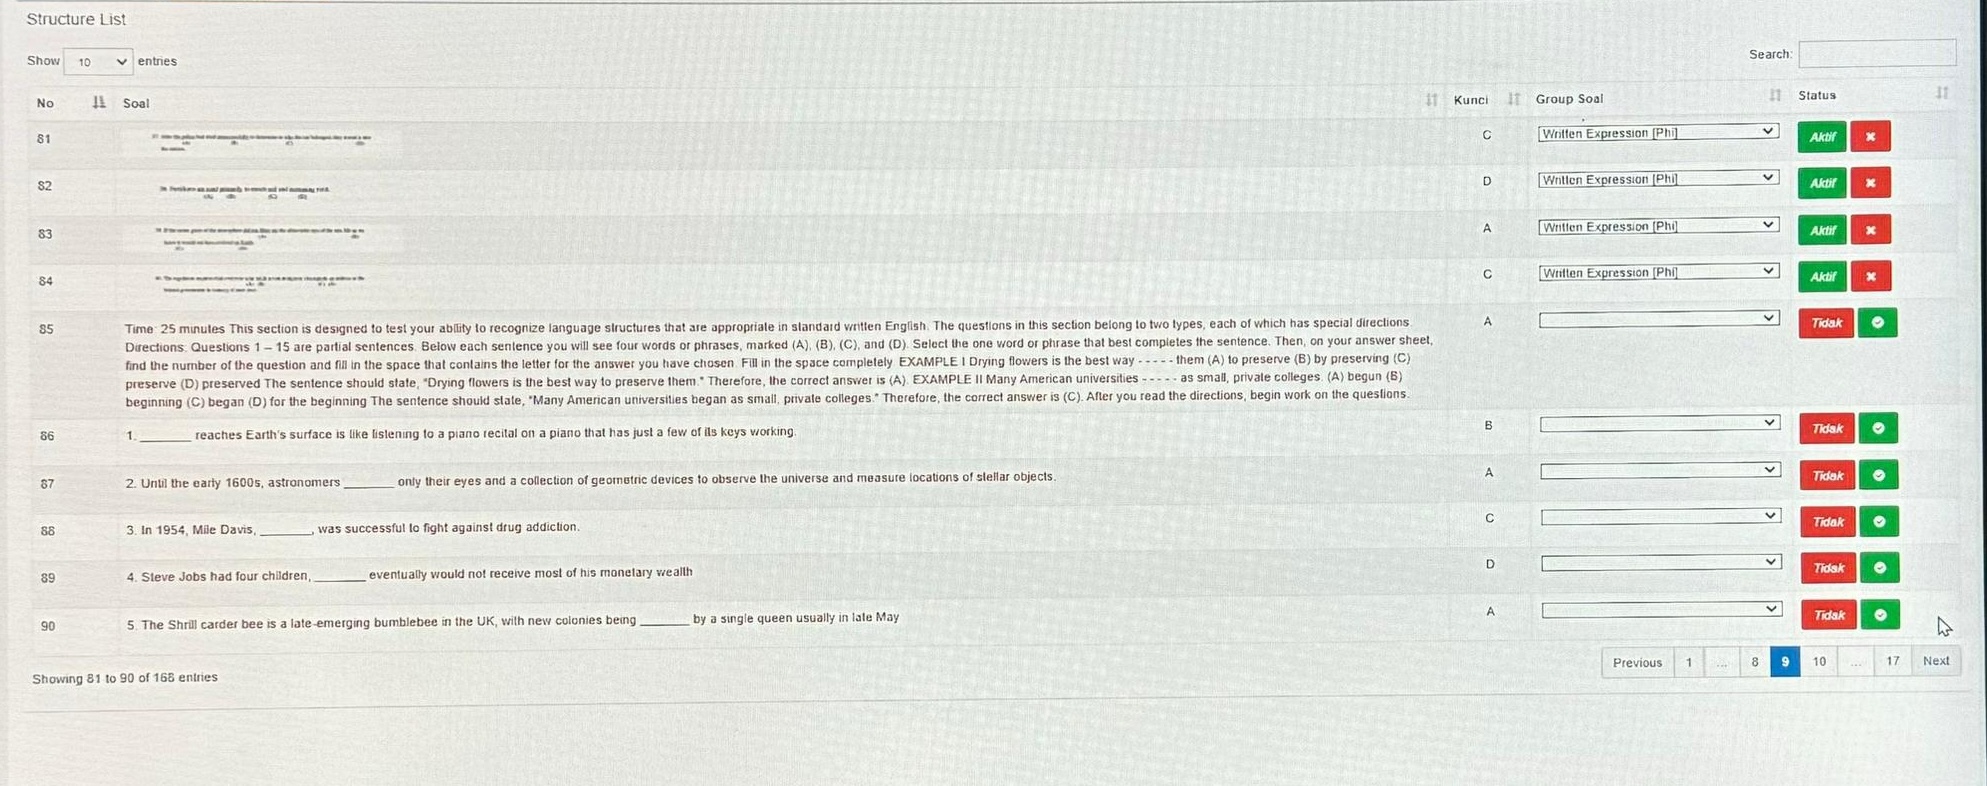 Structure List
Show 10 entries
Search:
No Soal Kunci Group Soal Status
81 C Written Expression [Phi] Aktif
82 D Written Expression [Phi] Aktif
83 A Written Expression [Phi] Aktif
84 C Written Expression [Phi] Aktif
85 Time: 25 minutes This section is designed to test your ability to recognize language structures that are appropriate in standard written English. The questions in this section belong to two types, each of which has special directions. A Tidak
Directions: Questions 1 – 15 are partial sentences. Below each sentence you will see four words or phrases, marked (A), (B), (C), and (D). Select the one word or phrase that best completes the sentence. Then, on your answer sheet,
find the number of the question and fill in the space that contains the letter for the answer you have chosen. Fill in the space completely EXAMPLE I Drying flowers is the best way - - - - - them (A) to preserve (B) by preserving (C)
preserve (D) preserved The sentence should state, "Drying flowers is the best way to preserve them." Therefore, the correct answer is (A). EXAMPLE II Many American universities - - - - - as small, private colleges. (A) begun (B)
beginning (C) began (D) for the beginning The sentence should state, "Many American universities began as small, private colleges." Therefore, the correct answer is (C). After you read the directions, begin work on the questions.
86 1. _______ reaches Earth's surface is like listening to a piano recital on a piano that has just a few of its keys working. B Tidak
87 2. Until the early 1600s, astronomers _______ only their eyes and a collection of geometric devices to observe the universe and measure locations of stellar objects. A Tidak
88 3. In 1954, Mile Davis, _______, was successful to fight against drug addiction. C Tidak
89 4. Steve Jobs had four children, _______ eventually would not receive most of his monetary wealth D Tidak
90 5. The Shrill carder bee is a late-emerging bumblebee in the UK, with new colonies being _______ by a single queen usually in late May A Tidak
Showing 81 to 90 of 168 entries
Previous 1 ... 8 9 10 ... 17 Next